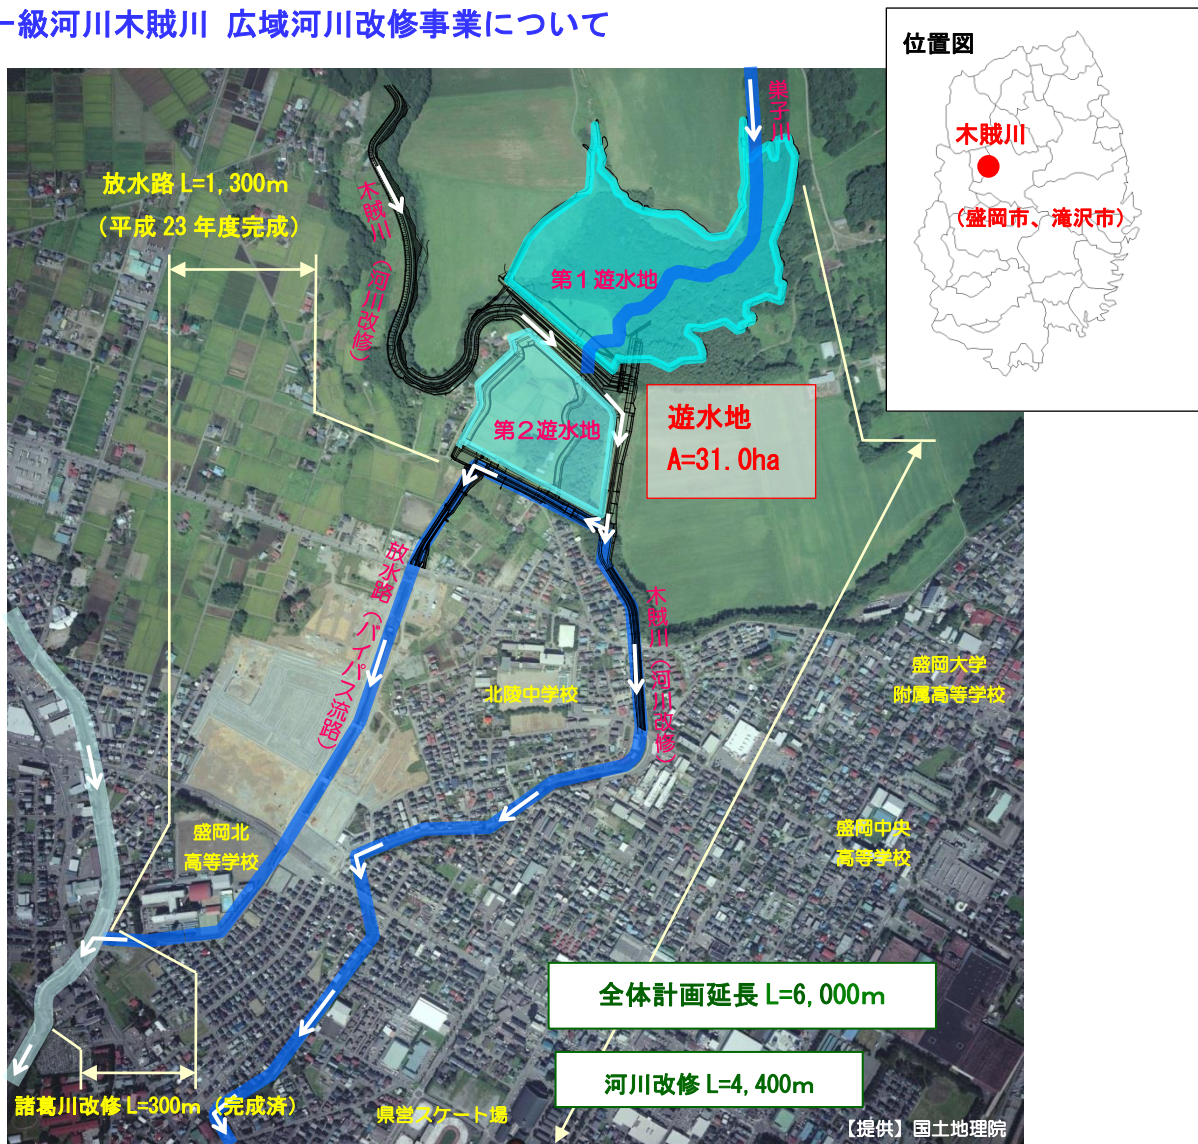 一級河川木賊川 広域河川改修事業について
位置図
木賊川
(盛岡市、滝沢市)
放水路 L=1,300m
(平成 23 年度完成)
木賊川 (河川改修)
第1遊水地
第2遊水地
遊水地
A=31.0ha
放水路 (バイパス流路)
木賊川 (河川改修)
北陵中学校
盛岡大学
附属高等学校
盛岡北
高等学校
盛岡中央
高等学校
全体計画延長 L=6,000m
河川改修 L=4,400m
諸葛川改修 L=300m (完成済)
県営スケート場
【提供】国土地理院